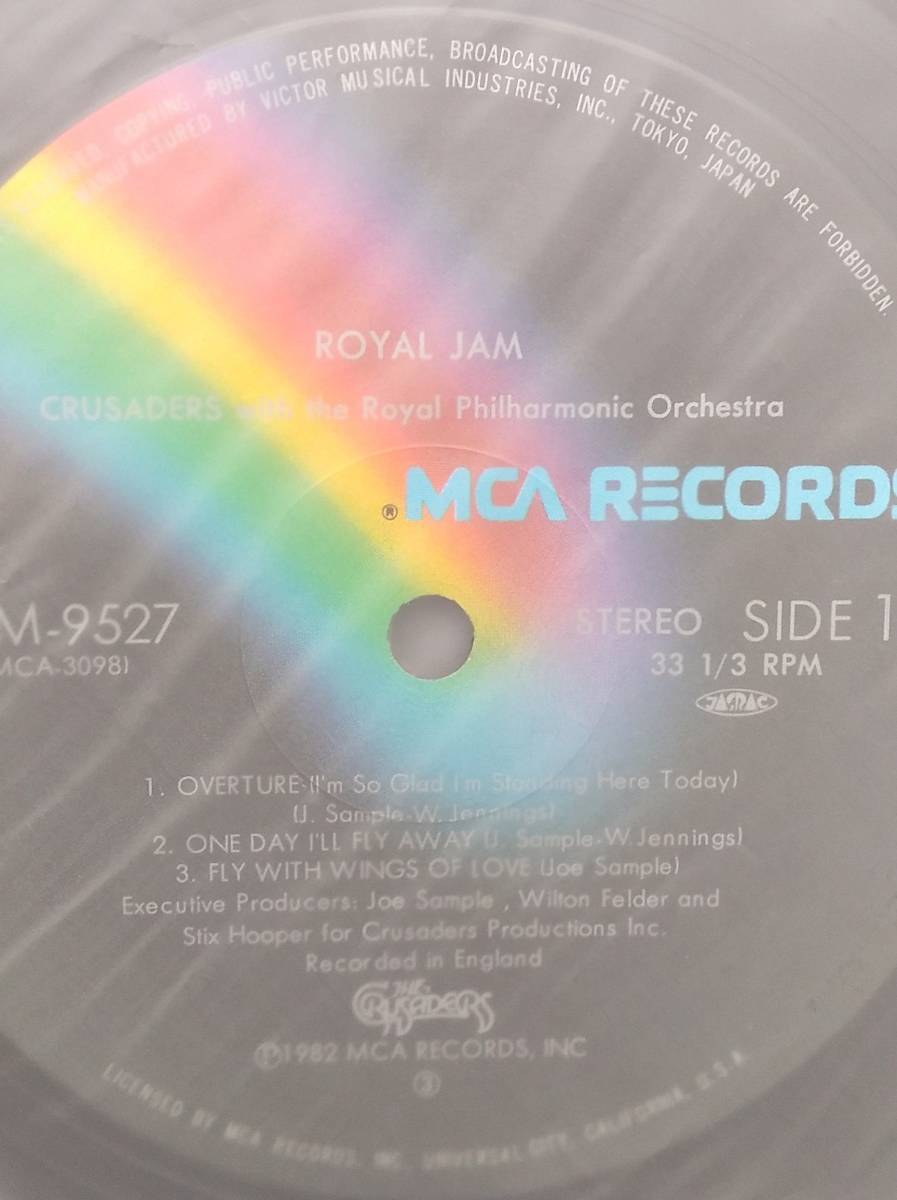 COPYING, PUBLIC PERFORMANCE, BROADCASTING OF THESE RECORDS ARE FORBIDDEN.
MANUFACTURED BY VICTOR MUSICAL INDUSTRIES, INC., TOKYO, JAPAN
ROYAL JAM
CRUSADERS with the Royal Philharmonic Orchestra
® MCA RECORDS
M-9527
STEREO SIDE 1
MCA-3098)
33 1/3 RPM
JASRAC
1. OVERTURE-(I'm So Glad I'm Standing Here Today)
(J. Sample-W. Jennings)
2. ONE DAY I'LL FLY AWAY (J. Sample-W. Jennings)
3. FLY WITH WINGS OF LOVE (Joe Sample)
Executive Producers: Joe Sample , Wilton Felder and
Stix Hooper for Crusaders Productions Inc.
Recorded in England
THE CRUSADERS
Ⓟ1982 MCA RECORDS, INC
③
LICENSED BY MCA RECORDS, INC. UNIVERSAL CITY, CALIFORNIA, U.S.A.